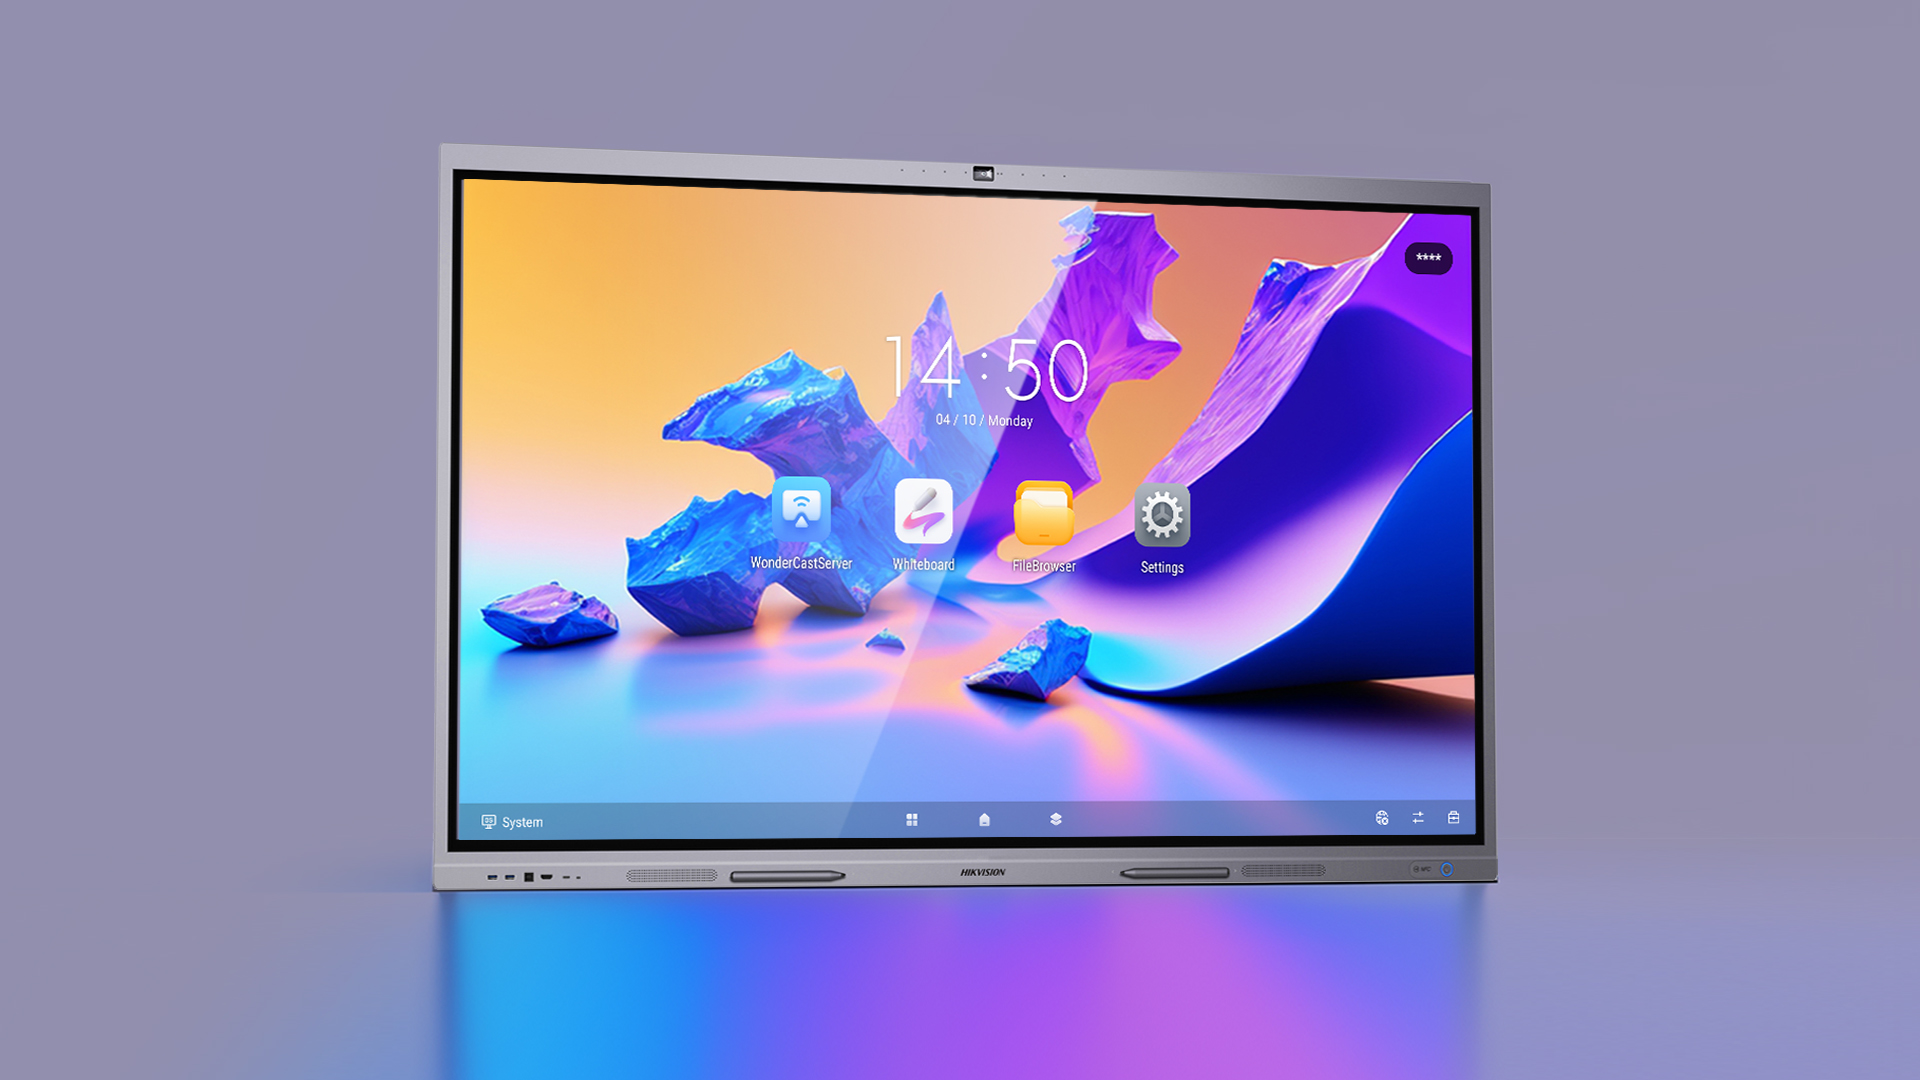 ****
14:50
04 / 10 / Monday
WonderCastServer
Whiteboard
FileBrowser
Settings
System
HIKVISION